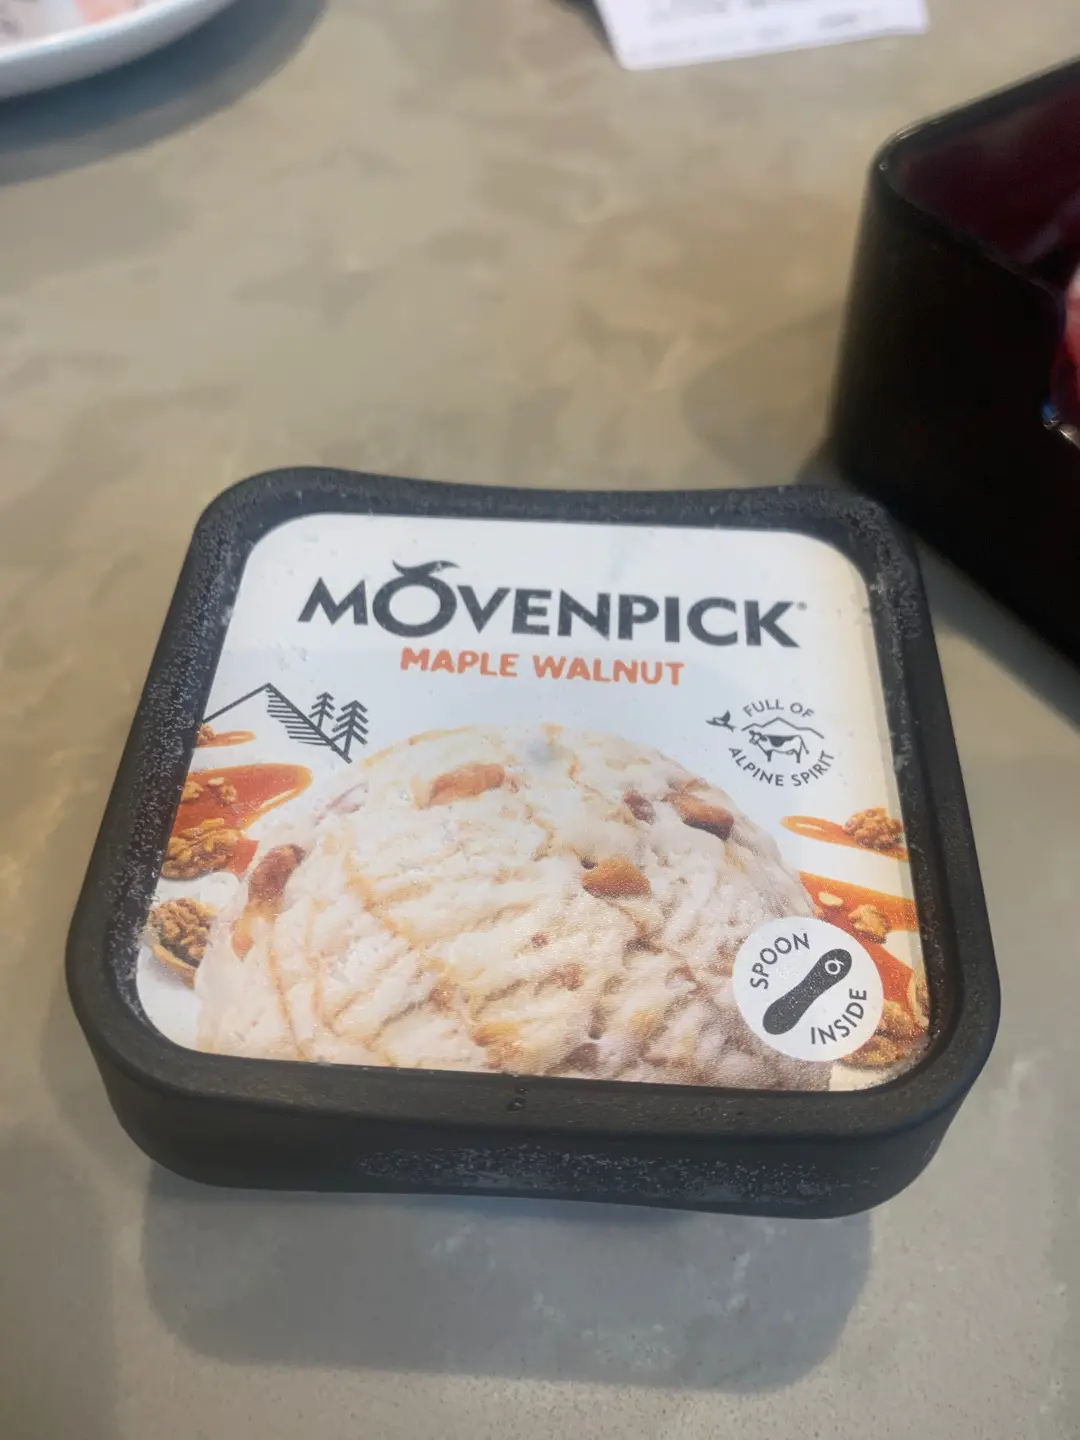 MÖVENPICK
MAPLE WALNUT
FULL OF
ALPINE SPIRIT
SPOON
INSIDE